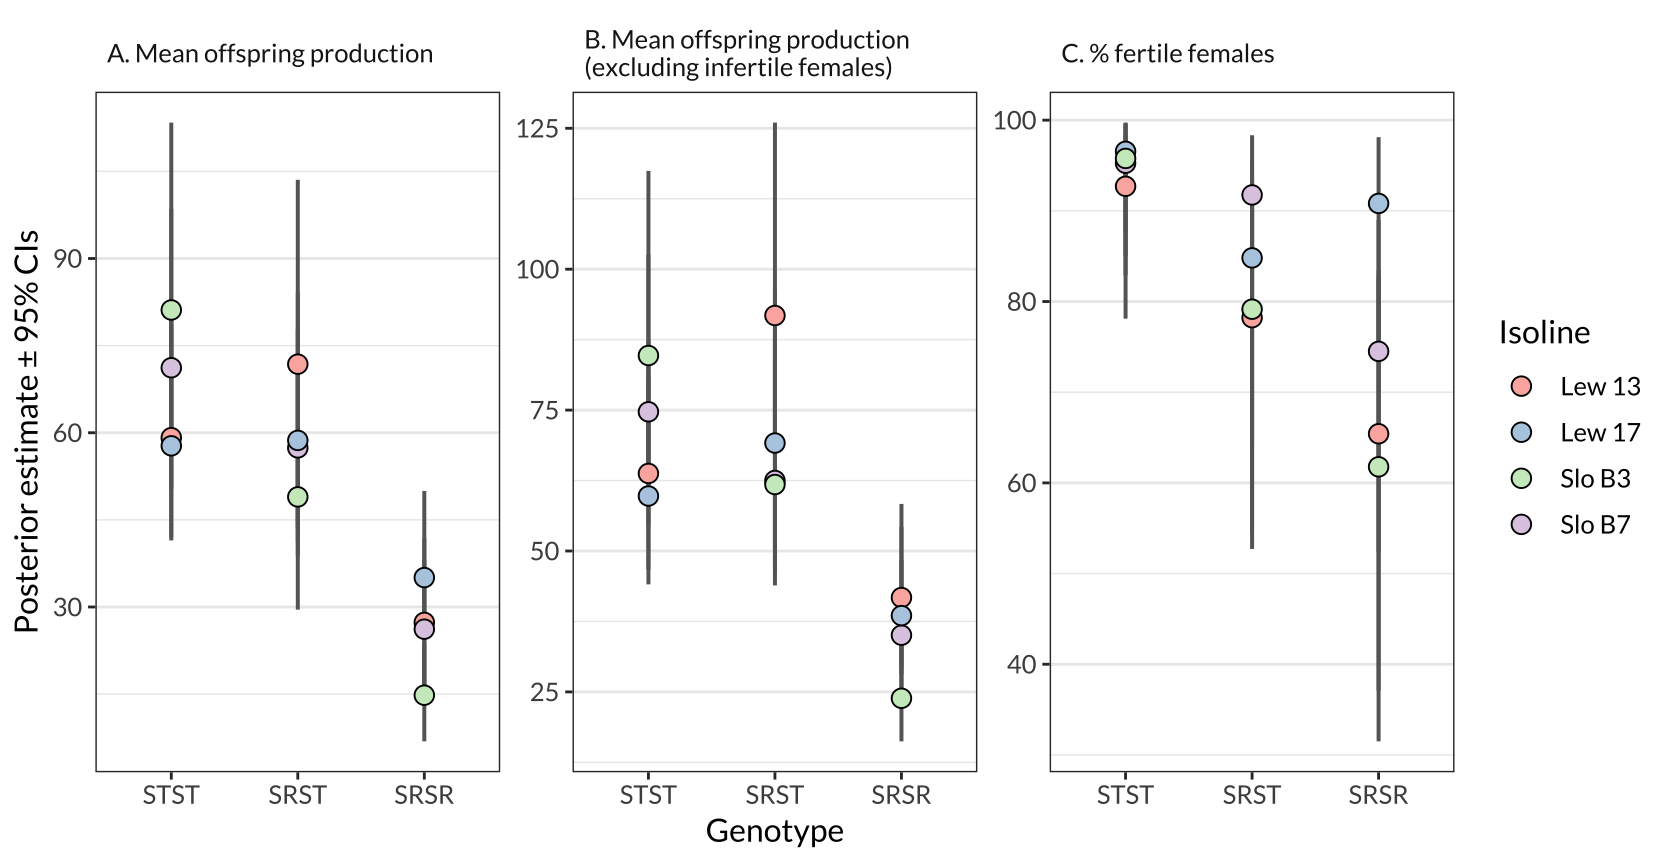 A. Mean offspring production
B. Mean offspring production
(excluding infertile females)
C. % fertile females
Posterior estimate ± 95% CIs
90
60
30
STST SRST SRSR
125
100
75
50
25
STST SRST SRSR
100
80
60
40
STST SRST SRSR
Genotype
Isoline
Lew 13
Lew 17
Slo B3
Slo B7